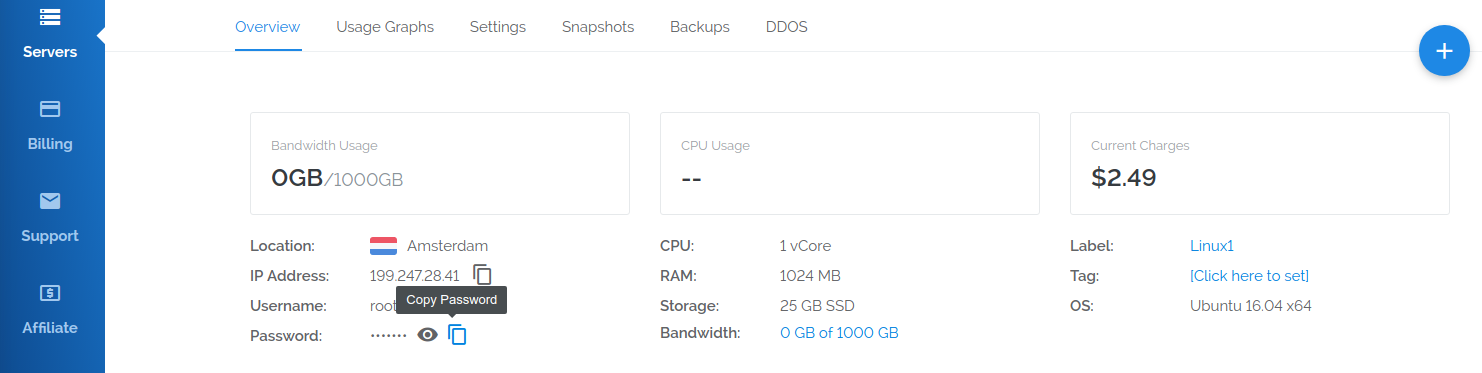 Servers
Billing
Support
Affiliate
Overview Usage Graphs Settings Snapshots Backups DDOS
Bandwidth Usage
0GB/1000GB
CPU Usage
--
Current Charges
$2.49
Location: Amsterdam
IP Address: 199.247.28.41
Username: root
Copy Password
Password: •••••••
CPU: 1 vCore
RAM: 1024 MB
Storage: 25 GB SSD
Bandwidth: 0 GB of 1000 GB
Label: Linux1
Tag: [Click here to set]
OS: Ubuntu 16.04 x64